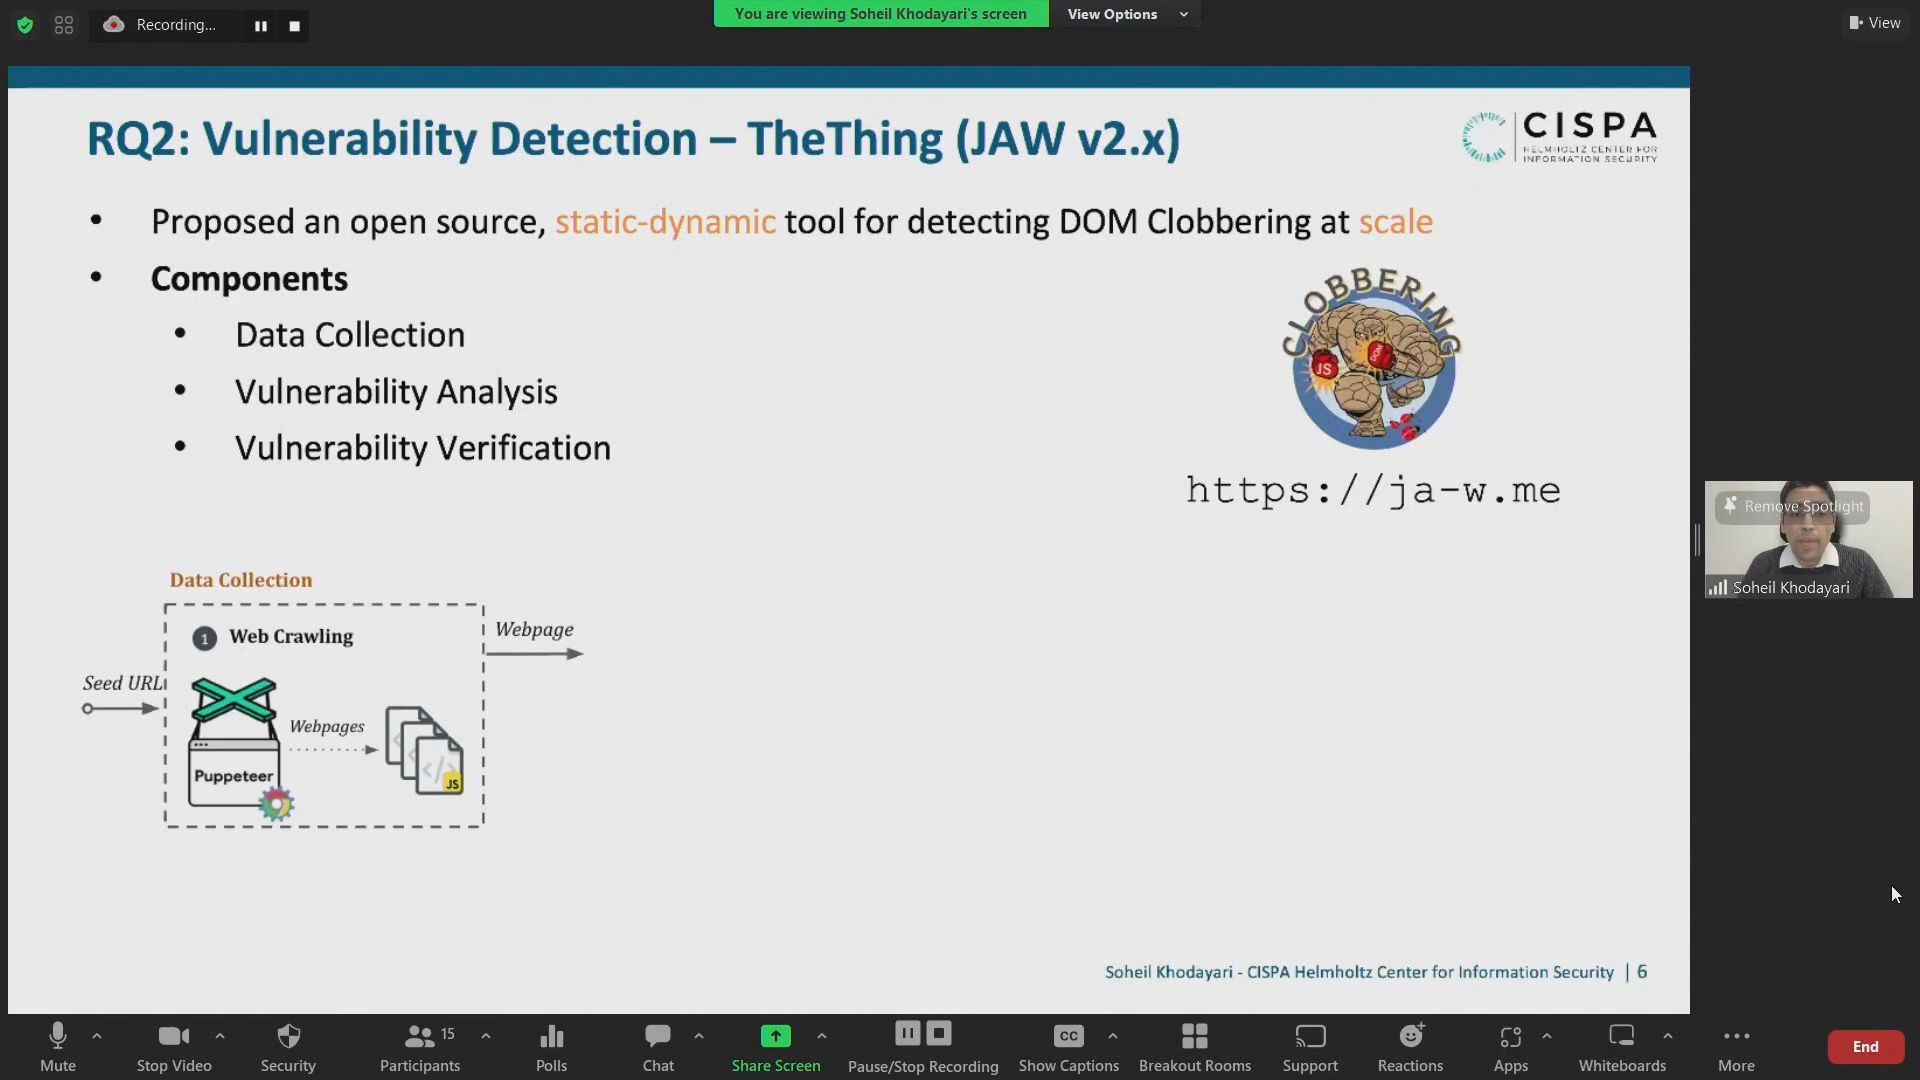 Recording...
You are viewing Soheil Khodayari's screen
View Options
View
RQ2: Vulnerability Detection – TheThing (JAW v2.x)
CISPA
HELMHOLTZ CENTER FOR
INFORMATION SECURITY
• Proposed an open source, static-dynamic tool for detecting DOM Clobbering at scale
• Components
• Data Collection
• Vulnerability Analysis
• Vulnerability Verification
CLOBBERING
JS
DOM
https://ja-w.me
Remove Spotlight
Soheil Khodayari
Data Collection
1 Web Crawling
Webpage
Seed URL
Webpages
Puppeteer
</>
JS
Soheil Khodayari - CISPA Helmholtz Center for Information Security | 6
Mute
Stop Video
Security
15
Participants
Polls
Chat
Share Screen
Pause/Stop Recording
CC
Show Captions
Breakout Rooms
Support
Reactions
Apps
Whiteboards
More
End